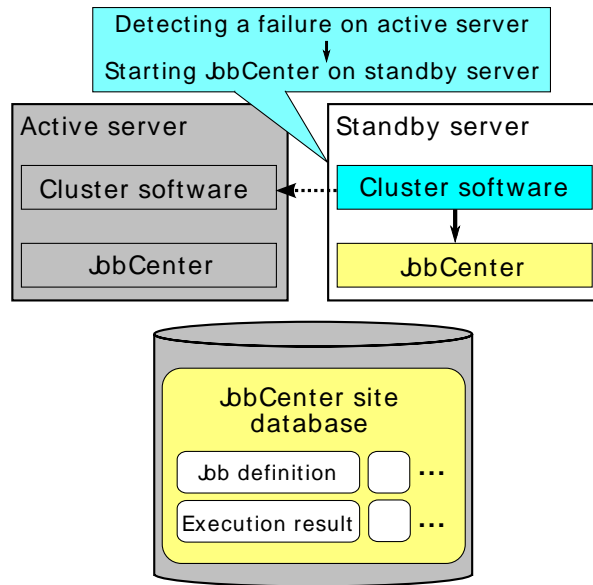 Detecting a failure on active server
Starting JobCenter on standby server
Active server
Cluster software
JobCenter
Standby server
Cluster software
JobCenter
JobCenter site
database
Job definition
...
Execution result
...